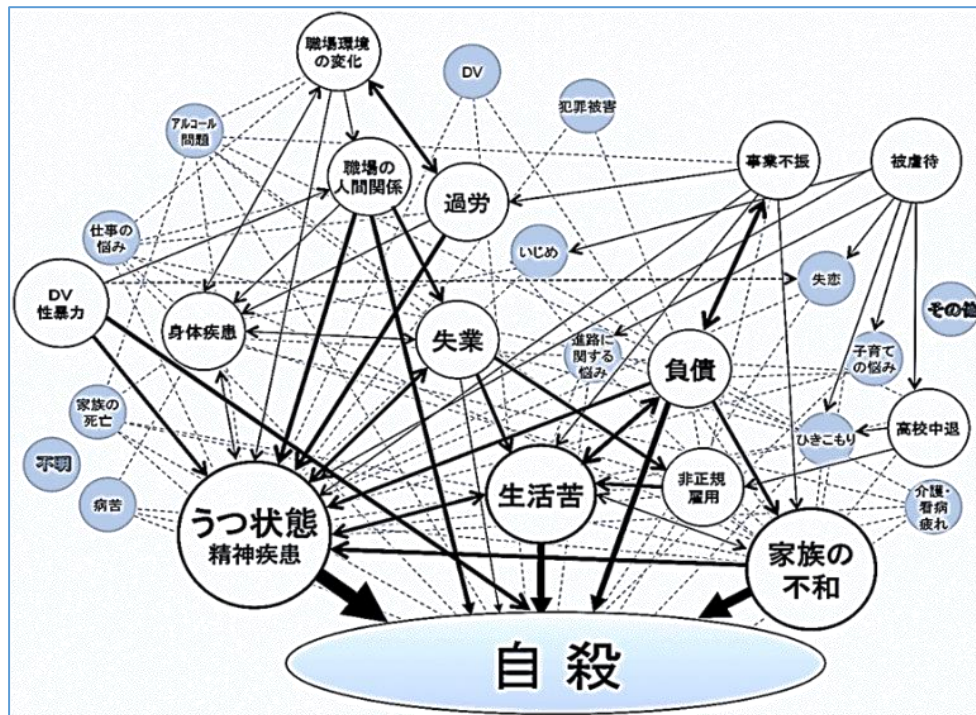 職場環境
の変化
DV
犯罪被害
アルコール
問題
職場の
人間関係
過労
事業不振
被虐待
仕事の
悩み
いじめ
失恋
DV
性暴力
身体疾患
失業
進路に
関する
悩み
負債
子育て
の悩み
その他
家族の
死亡
ひきこもり
高校中退
不明
病苦
うつ状態
精神疾患
生活苦
非正規
雇用
介護・
看病
疲れ
家族の
不和
自殺